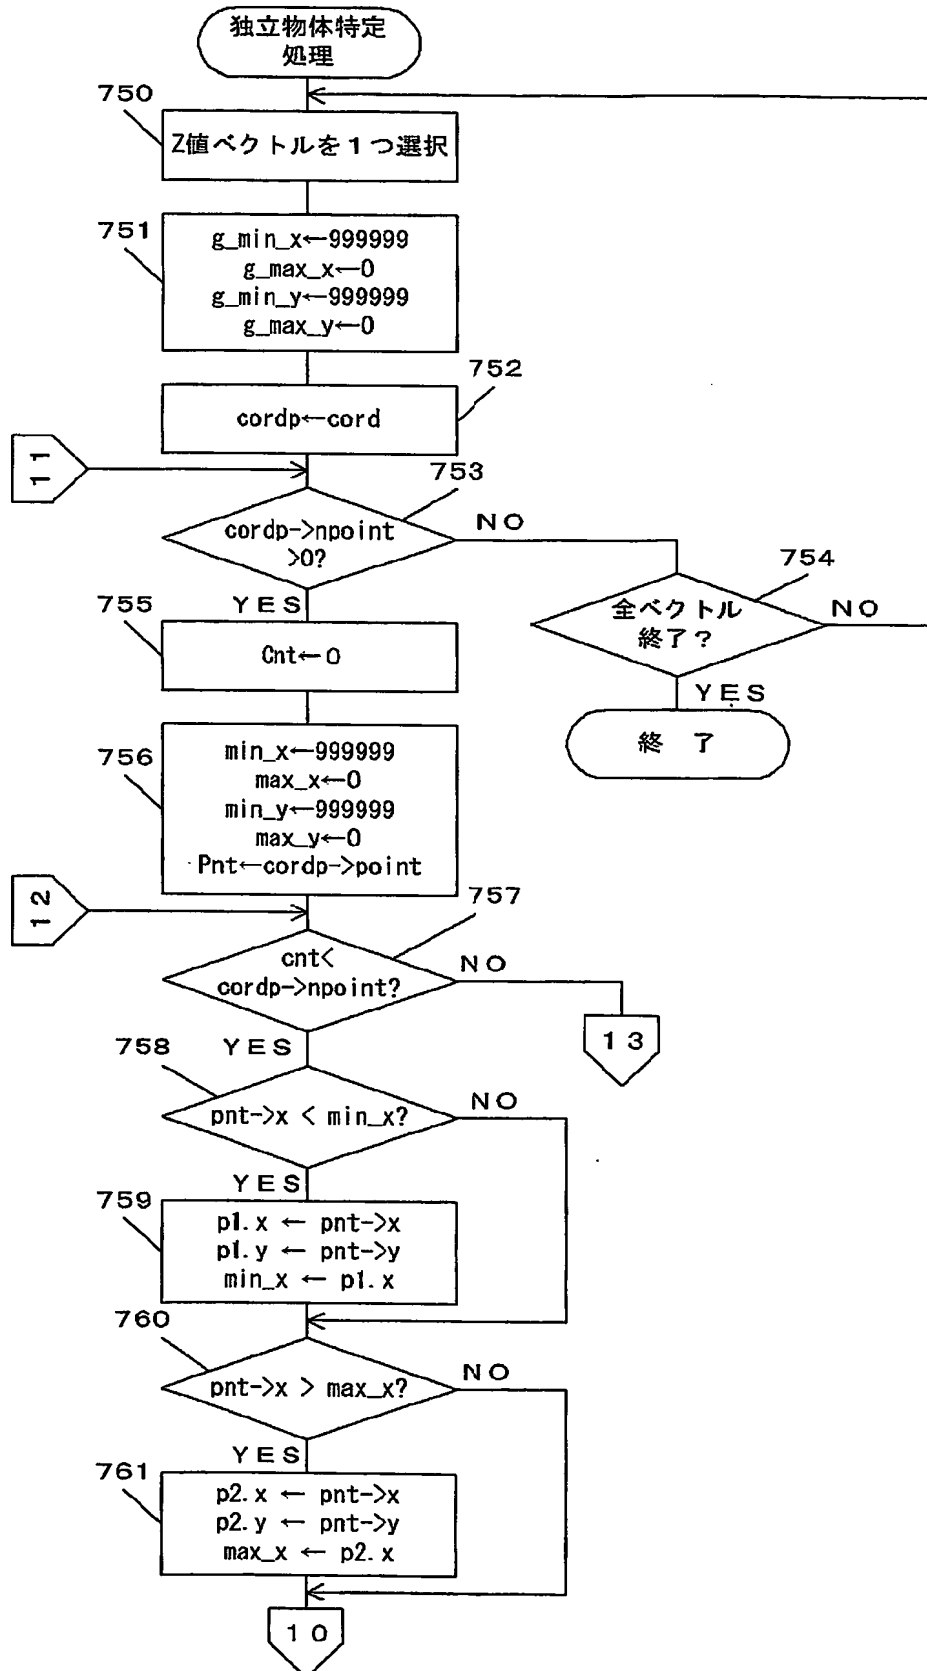 独立物体特定
処理
750
Z値ベクトルを1つ選択
751
g_min_x←999999
g_max_x←0
g_min_y←999999
g_max_y←0
752
cordp←cord
11
753
cordp->npoint
>0?
NO
YES
754
全ベクトル
終了?
NO
YES
終 了
755
Cnt←0
756
min_x←999999
max_x←0
min_y←999999
max_y←0
Pnt←cordp->point
12
757
cnt<
cordp->npoint?
NO
YES
13
758
pnt->x < min_x?
NO
YES
759
p1.x ← pnt->x
p1.y ← pnt->y
min_x ← p1.x
760
pnt->x > max_x?
NO
YES
761
p2.x ← pnt->x
p2.y ← pnt->y
max_x ← p2.x
10